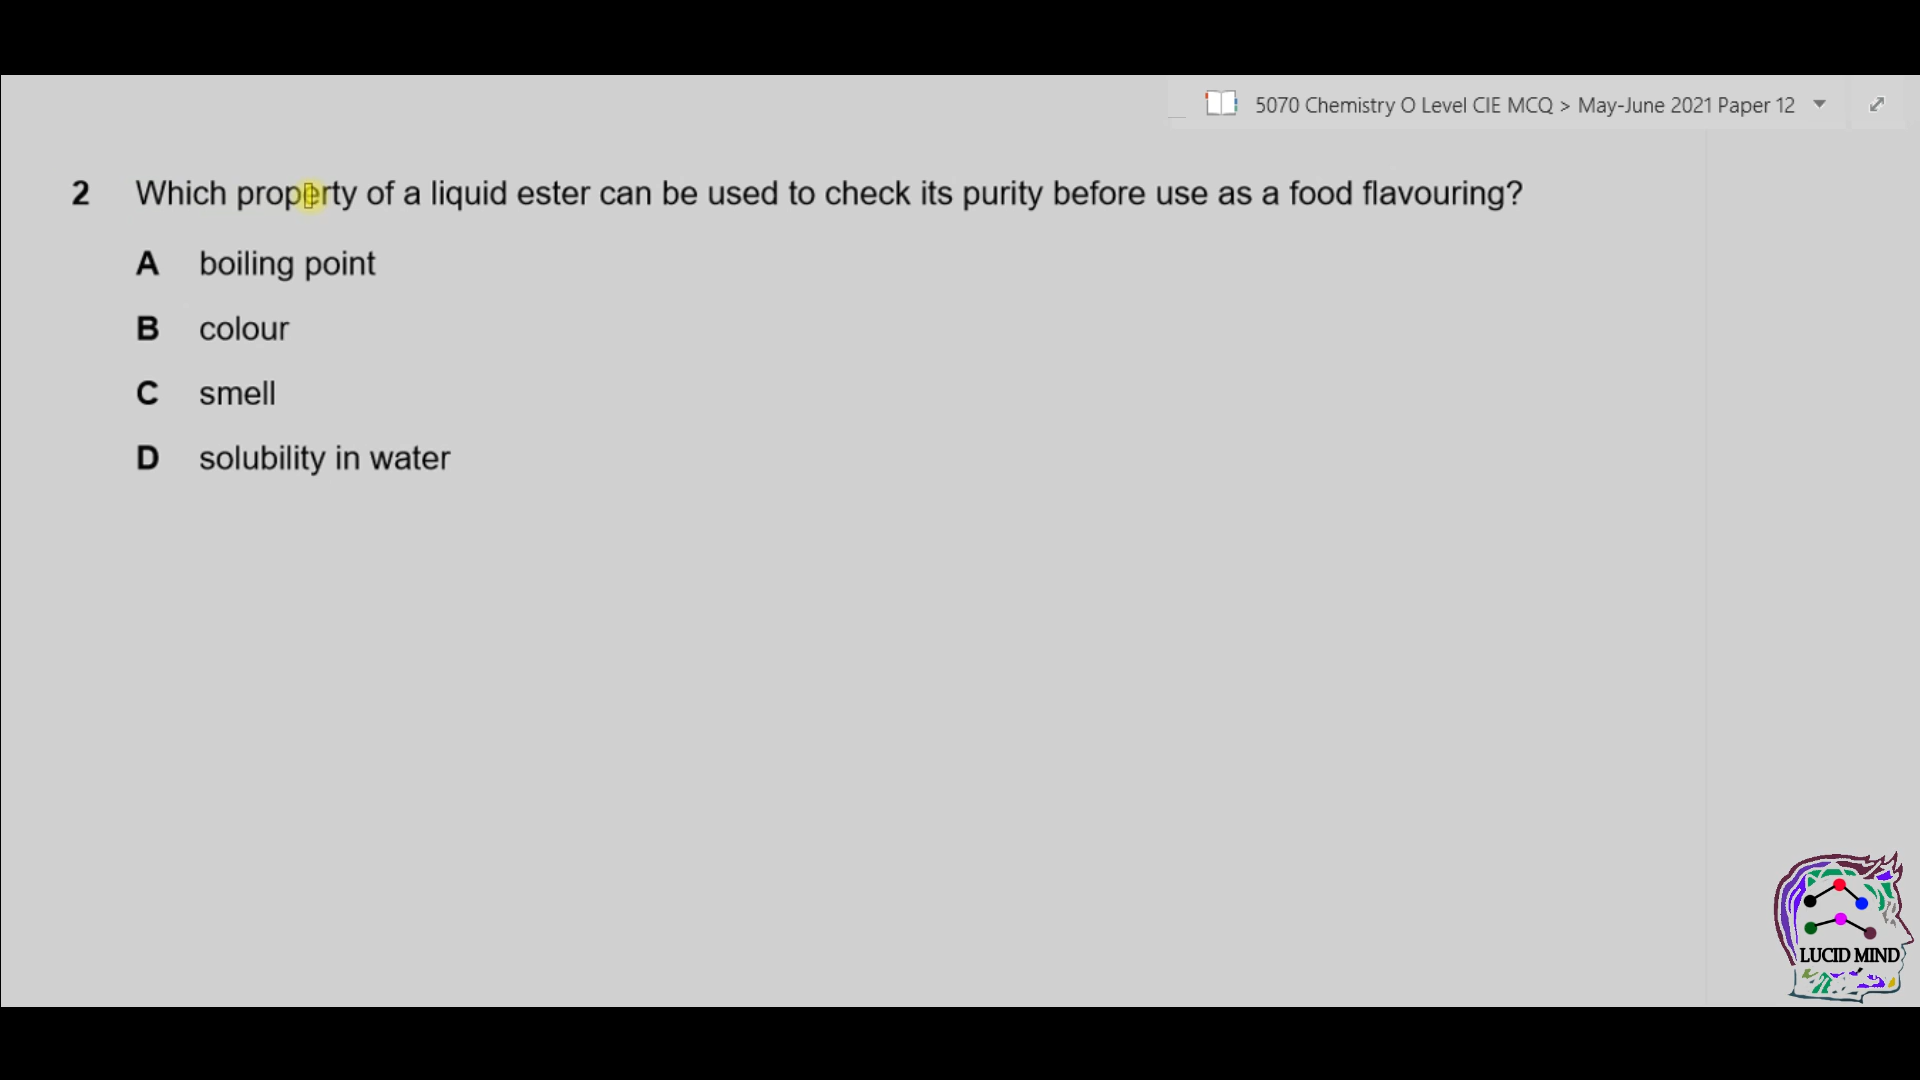 5070 Chemistry O Level CIE MCQ > May-June 2021 Paper 12
2 Which property of a liquid ester can be used to check its purity before use as a food flavouring?
A boiling point
B colour
C smell
D solubility in water
LUCID MIND